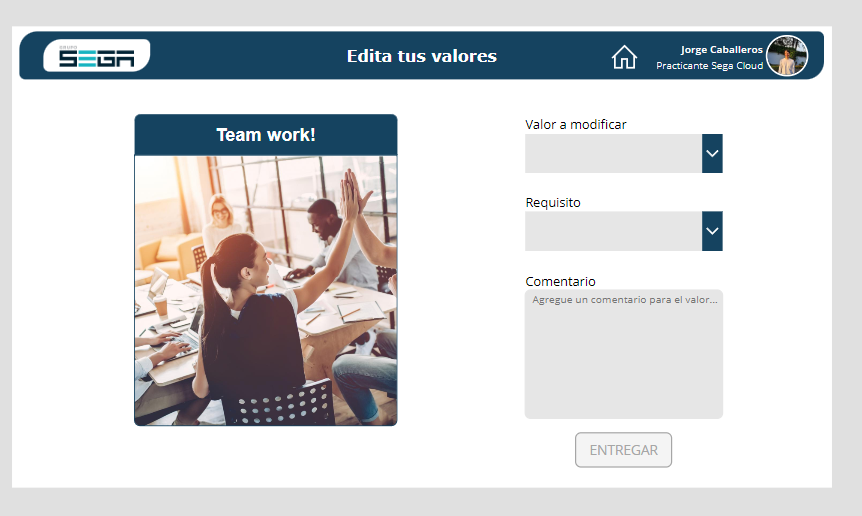 GRUPO
SEGA
Edita tus valores
Jorge Caballeros
Practicante Sega Cloud
Team work!
Valor a modificar
Requisito
Comentario
Agregue un comentario para el valor...
ENTREGAR